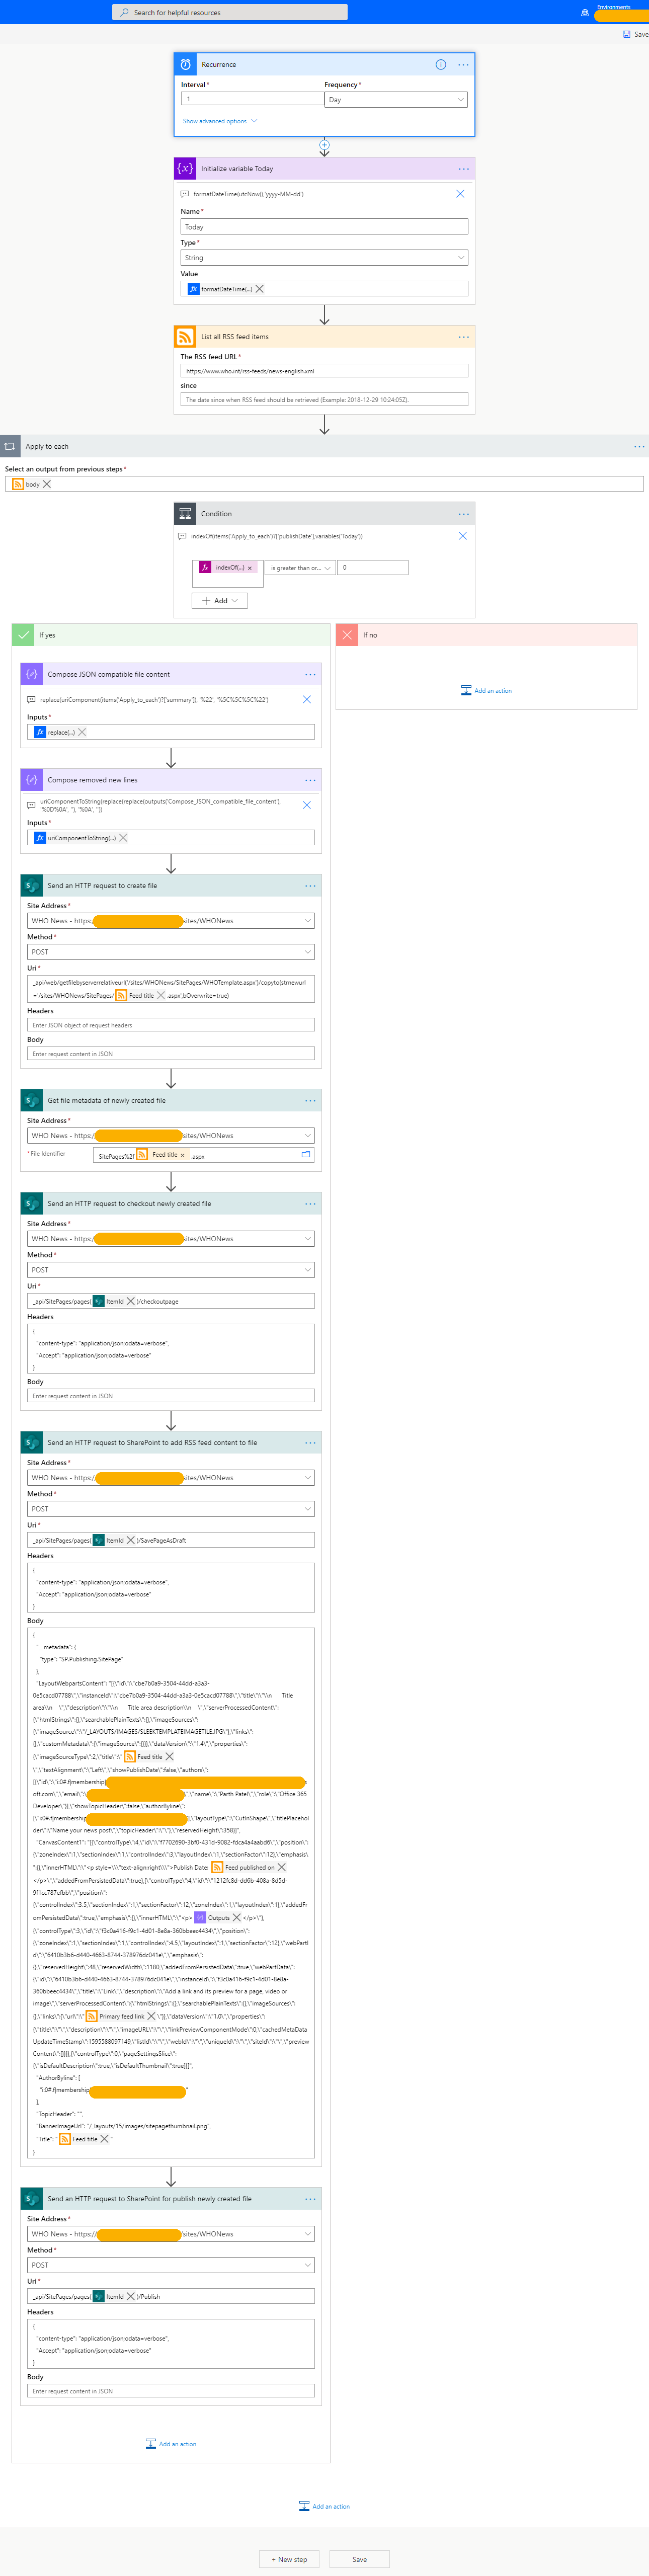 Search for helpful resources
Environments
Save
Recurrence
Interval *
Frequency *
1
Day
Show advanced options
Initialize variable Today
formatDateTime(utcNow(),'yyyy-MM-dd')
Name *
Today
Type *
String
Value
formatDateTime(...)
List all RSS feed items
The RSS feed URL *
https://www.who.int/rss-feeds/news-english.xml
since
The date since when RSS feed should be retrieved (Example: 2018-12-29 10:24:05Z).
Apply to each
Select an output from previous steps *
body
Condition
indexOf(items('Apply_to_each')?['publishDate'],variables('Today'))
indexOf(...)
is greater than or...
0
Add
If yes
If no
Add an action
Compose JSON compatible file content
replace(uriComponent(items('Apply_to_each')?['summary']), '%22', '%5C%5C%5C%22')
Inputs *
replace(...)
Compose removed new lines
uriComponentToString(replace(replace(outputs('Compose_JSON_compatible_file_content'),
'%0D%0A', ''), '%0A', ''))
Inputs *
uriComponentToString(...)
Send an HTTP request to create file
Site Address *
WHO News - https:/ sites/WHONews
Method *
POST
Uri *
_api/web/getfilebyserverrelativeurl('/sites/WHONews/SitePages/WHOTemplate.aspx')/copyto(strnewurl
='/sites/WHONews/SitePages/ Feed title .aspx',bOverwrite=true)
Headers
Enter JSON object of request headers
Body
Enter request content in JSON
Get file metadata of newly created file
Site Address *
WHO News - https:/ sites/WHONews
* File Identifier
SitePages%2f Feed title .aspx
Send an HTTP request to checkout newly created file
Site Address *
WHO News - https:/ sites/WHONews
Method *
POST
Uri *
_api/SitePages/pages( ItemId )/checkoutpage
Headers
{
"content-type": "application/json;odata=verbose",
"Accept": "application/json;odata=verbose"
}
Body
Enter request content in JSON
Send an HTTP request to SharePoint to add RSS feed content to file
Site Address *
WHO News - https:/ sites/WHONews
Method *
POST
Uri *
_api/SitePages/pages( ItemId )/SavePageAsDraft
Headers
{
"content-type": "application/json;odata=verbose",
"Accept": "application/json;odata=verbose"
}
Body
{
"__metadata": {
"type": "SP.Publishing.SitePage"
},
"LayoutWebpartsContent": "[{\"id\":\"cbe7b0a9-3504-44dd-a3a3-
0e5cacd07788\",\"instanceId\":\"cbe7b0a9-3504-44dd-a3a3-0e5cacd07788\",\"title\":\"\\n Title
area\\n \",\"description\":\"\\n Title area description\\n \",\"serverProcessedContent\":
{\"htmlStrings\":{},\"searchablePlainTexts\":{},\"imageSources\":
{\"imageSource\":\"/_LAYOUTS/IMAGES/SLEEKTEMPLATEIMAGETILE.JPG\"},\"links\":
{},\"customMetadata\":{\"imageSource\":{}}},\"dataVersion\":\"1.4\",\"properties\":
{\"imageSourceType\":2,\"title\":\" Feed title
\",\"textAlignment\":\"Left\",\"showPublishDate\":false,\"authors\":
[{\"id\":\"i:0#.f|membership| s
oft.com\",\"email\":\" \",\"name\":\"Parth Patel\",\"role\":\"Office 365
Developer\"}],\"showTopicHeader\":false,\"authorByline\":
[\"i:0#.f|membership| ],\"layoutType\":\"CutInShape\",\"titlePlacehol
der\":\"Name your news post\",\"topicHeader\":\"\"},\"reservedHeight\":358}]",
"CanvasContent1": "[{\"controlType\":4,\"id\":\"f7702690-3bf0-431d-9082-fdca4a4aabd6\",\"position\":
{\"zoneIndex\":1,\"sectionIndex\":1,\"controlIndex\":3,\"layoutIndex\":1,\"sectionFactor\":12},\"emphasis\
":{},\"innerHTML\":\"<p style=\\\"text-align:right\\\">Publish Date: Feed published on
</p>\",\"addedFromPersistedData\":true},{\"controlType\":4,\"id\":\"1212fc8d-dd6b-408a-8d5d-
9f1cc787efbb\",\"position\":
{\"controlIndex\":3.5,\"sectionIndex\":1,\"sectionFactor\":12,\"zoneIndex\":1,\"layoutIndex\":1},\"addedFr
omPersistedData\":true,\"emphasis\":{},\"innerHTML\":\"<p> Outputs </p>\"},
{\"controlType\":3,\"id\":\"f3c0a416-f9c1-4d01-8e8a-360bbeec4434\",\"position\":
{\"zoneIndex\":1,\"sectionIndex\":1,\"controlIndex\":4.5,\"layoutIndex\":1,\"sectionFactor\":12},\"webPartI
d\":\"6410b3b6-d440-4663-8744-378976dc041e\",\"emphasis\":
{},\"reservedHeight\":48,\"reservedWidth\":1180,\"addedFromPersistedData\":true,\"webPartData\":
{\"id\":\"6410b3b6-d440-4663-8744-378976dc041e\",\"instanceId\":\"f3c0a416-f9c1-4d01-8e8a-
360bbeec4434\",\"title\":\"Link\",\"description\":\"Add a link and its preview for a page, video or
image\",\"serverProcessedContent\":{\"htmlStrings\":{},\"searchablePlainTexts\":{},\"imageSources\":
{},\"links\":{\"url\":\" Primary feed link \"}},\"dataVersion\":\"1.0\",\"properties\":
{\"title\":\"\",\"description\":\"\",\"imageURL\":\"\",\"linkPreviewComponentMode\":0,\"cachedMetaData
UpdateTimeStamp\":1595588097149,\"listId\":\"\",\"webId\":\"\",\"uniqueId\":\"\",\"siteId\":\"\",\"preview
Content\":{}}}},{\"controlType\":0,\"pageSettingsSlice\":
{\"isDefaultDescription\":true,\"isDefaultThumbnail\":true}}]",
"AuthorByline": [
"i:0#.f|membership "
],
"TopicHeader": "",
"BannerImageUrl": "/_layouts/15/images/sitepagethumbnail.png",
"Title": " Feed title "
}
Send an HTTP request to SharePoint for publish newly created file
Site Address *
WHO News - https:// /sites/WHONews
Method *
POST
Uri *
_api/SitePages/pages( ItemId )/Publish
Headers
{
"content-type": "application/json;odata=verbose",
"Accept": "application/json;odata=verbose"
}
Body
Enter request content in JSON
Add an action
Add an action
+ New step
Save